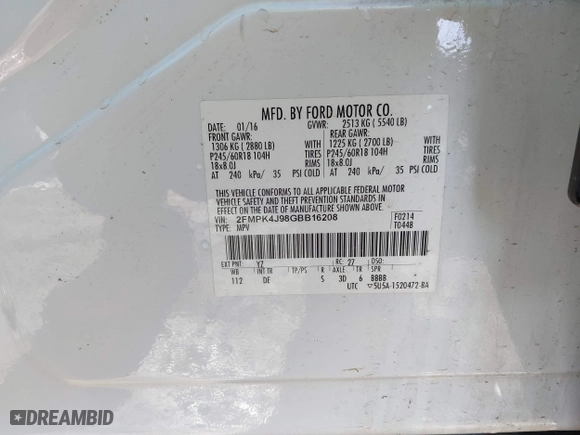 MFD. BY FORD MOTOR CO.
DATE: 01/16 GVWR: 2513 KG ( 5540 LB)
FRONT GAWR: REAR GAWR:
1306 KG ( 2880 LB) WITH 1225 KG ( 2700 LB) WITH
P245/60R18 104H TIRES P245/60R18 104H TIRES
18x8.0J RIMS 18x8.0J RIMS
AT 240 kPa/ 35 PSI COLD AT 240 kPa/ 35 PSI COLD
THIS VEHICLE CONFORMS TO ALL APPLICABLE FEDERAL MOTOR
VEHICLE SAFETY AND THEFT PREVENTION STANDARDS IN
EFFECT ON THE DATE OF MANUFACTURE SHOWN ABOVE.
VIN: 2FMPK4J98GBB16208 F0214
TYPE: MPV T0448
EXT PNT: YZ RC: 27 DSO:
WB INT TR TP/PS R AXLE TR SPR
112 DE S 3D 6 BBBB
UTC ▽5U5A-1520472-BA
DREAMBID